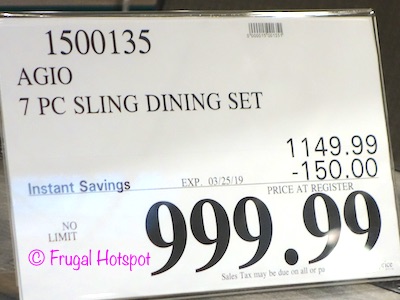 1500135
AGIO
7 PC SLING DINING SET
1149.99
-150.00
Instant Savings EXP. 03/25/19 PRICE AT REGISTER
NO LIMIT
999.99
© Frugal Hotspot
Sales Tax may be due on all or pa